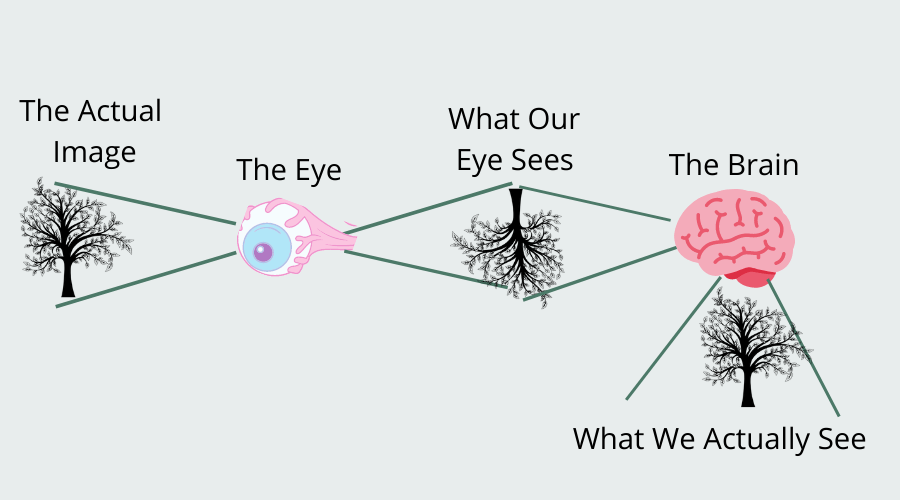 The Actual
Image
The Eye
What Our
Eye Sees
The Brain
What We Actually See